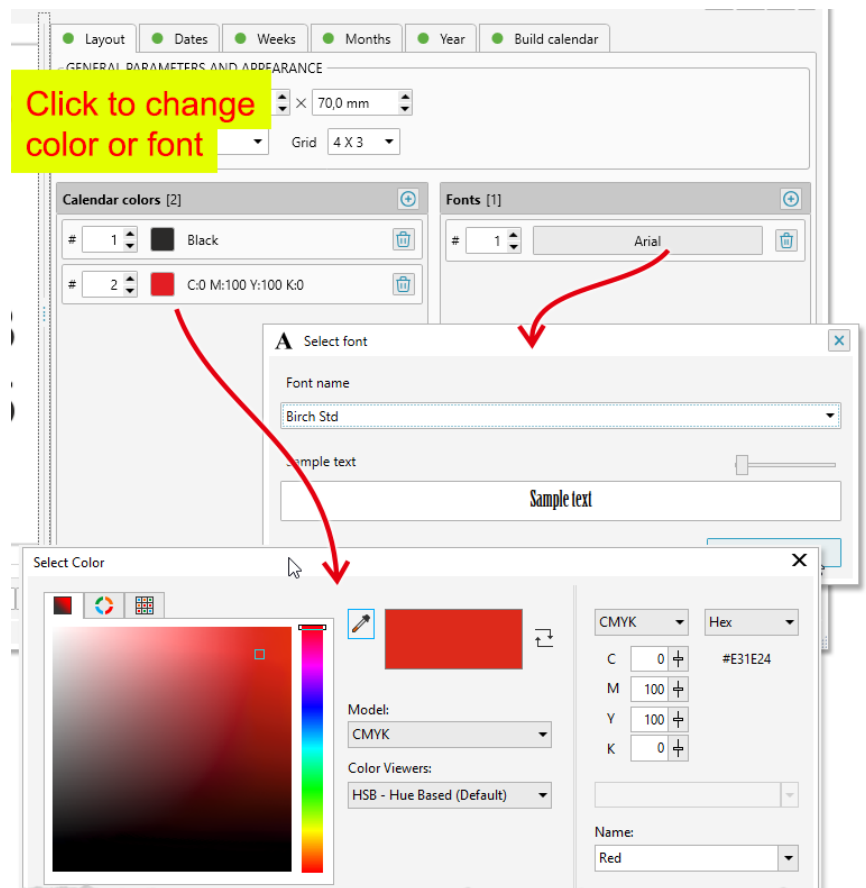 Layout Dates Weeks Months Year Build calendar
GENERAL PARAMETERS AND APPEARANCE
Click to change
color or font
× 70,0 mm
Grid 4 X 3
Calendar colors [2]
Fonts [1]
# 1 Black
# 1 Arial
# 2 C:0 M:100 Y:100 K:0
A Select font
Font name
Birch Std
Sample text
Sample text
Select Color
CMYK Hex
C 0 #E31E24
M 100
Y 100
K 0
Model:
CMYK
Color Viewers:
HSB - Hue Based (Default)
Name:
Red